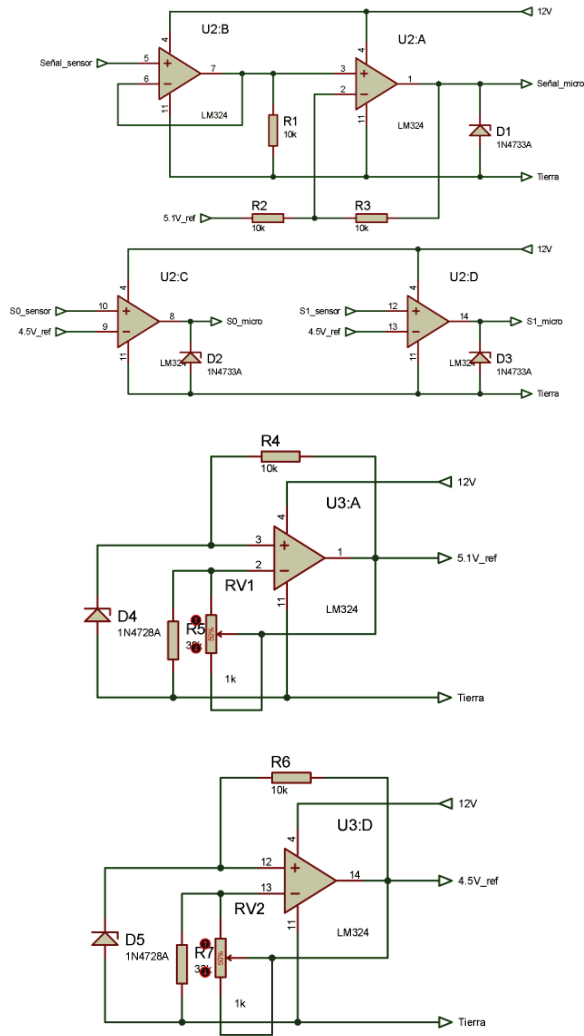 12V
U2:B
U2:A
4
4
Señal_sensor
5
6
7
3
2
1
Señal_micro
11
LM324
R1
10k
11
LM324
D1
1N4733A
Tierra
5.1V_ref
R2
10k
R3
10k
12V
U2:C
U2:D
4
4
S0_sensor
10
4.5V_ref
9
8
S0_micro
S1_sensor
12
4.5V_ref
13
14
S1_micro
11
LM324
D2
1N4733A
11
LM324
D3
1N4733A
Tierra
R4
10k
12V
U3:A
4
3
2
1
5.1V_ref
RV1
11
LM324
D4
1N4728A
R5
50%
1k
Tierra
R6
10k
12V
U3:D
4
12
13
14
4.5V_ref
RV2
11
LM324
D5
1N4728A
R7
50%
1k
Tierra